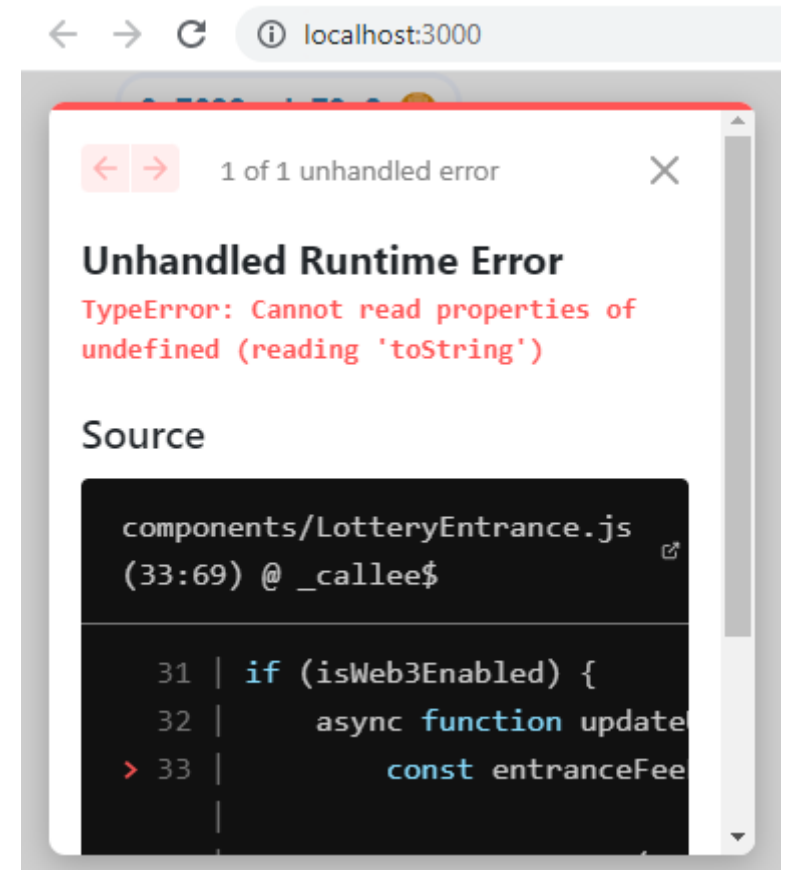 localhost:3000
1 of 1 unhandled error
Unhandled Runtime Error
TypeError: Cannot read properties of
undefined (reading 'toString')
Source
components/LotteryEntrance.js
(33:69) @ _callee$
31 | if (isWeb3Enabled) {
32 | async function update
> 33 | const entranceFee
|